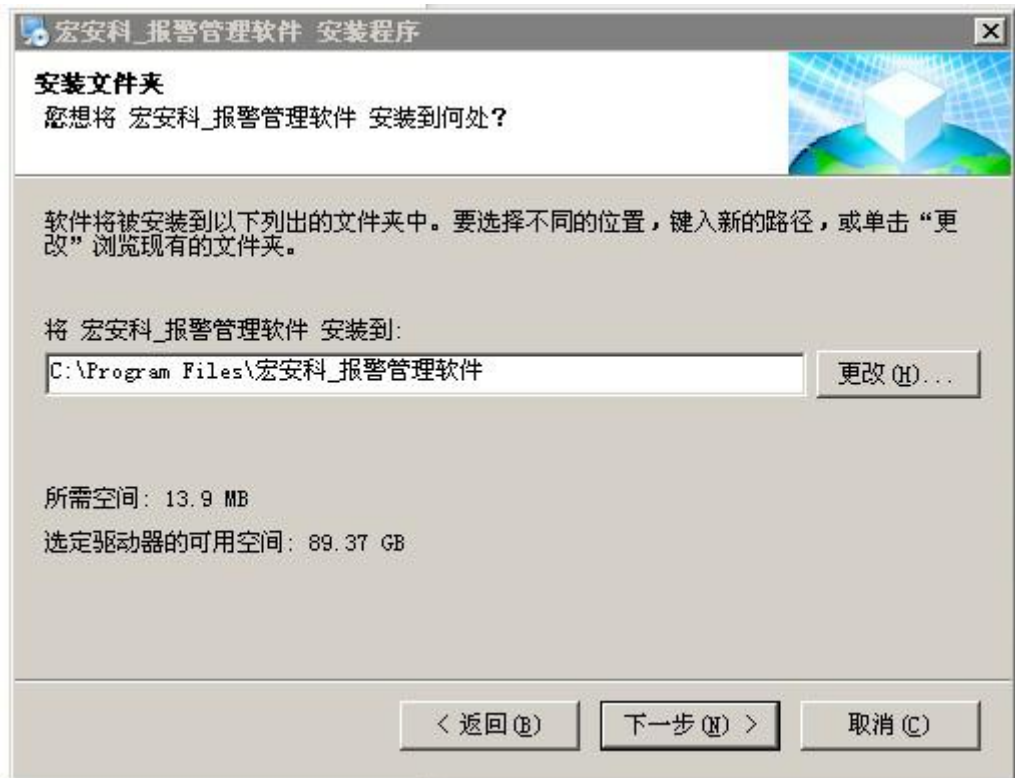 宏安科_报警管理软件 安装程序
安装文件夹
您想将 宏安科_报警管理软件 安装到何处？
软件将被安装到以下列出的文件夹中。要选择不同的位置，键入新的路径，或单击“更
改”浏览现有的文件夹。
将 宏安科_报警管理软件 安装到:
C:\Program Files\宏安科_报警管理软件
更改(H)...
所需空间: 13.9 MB
选定驱动器的可用空间: 89.37 GB
< 返回(B)
下一步(N) >
取消(C)